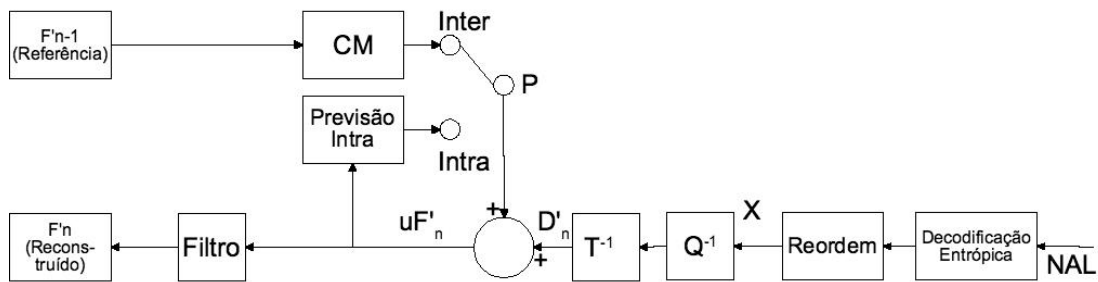 F'n-1
(Referência)
CM
Inter
P
Previsão
Intra
Intra
F'n
(Recons-
truído)
Filtro
uF'n
+
+
D'n
T-1
Q-1
X
Reordem
Decodificação
Entrópica
NAL